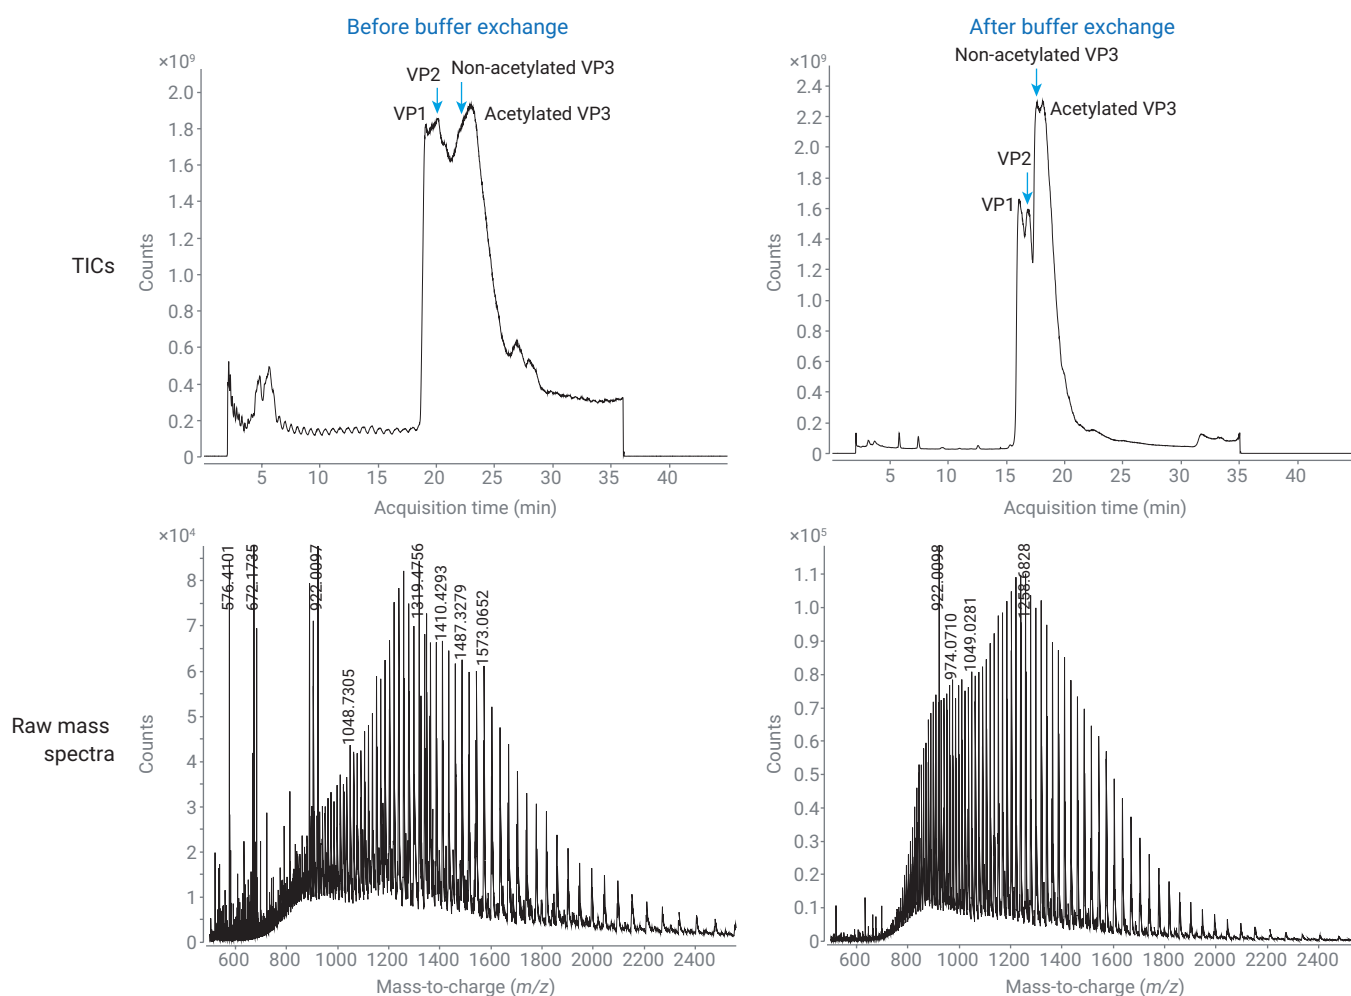 Before buffer exchange
After buffer exchange
TICs
×10⁹
Counts
2.0
1.8
1.6
1.4
1.2
1.0
0.8
0.6
0.4
0.2
0
VP1
VP2
Non-acetylated VP3
Acetylated VP3
5 10 15 20 25 30 35 40
Acquisition time (min)
×10⁹
Counts
2.4
2.2
2.0
1.8
1.6
1.4
1.2
1.0
0.8
0.6
0.4
0.2
0
Non-acetylated VP3
Acetylated VP3
VP2
VP1
5 10 15 20 25 30 35 40
Acquisition time (min)
Raw mass
spectra
×10⁴
Counts
8
7
6
5
4
3
2
1
0
576.4101
672.1735
922.0097
1048.7305
1319.4756
1410.4293
1487.3279
1573.0652
600 800 1000 1200 1400 1600 1800 2000 2200 2400
Mass-to-charge (m/z)
×10⁵
Counts
1.1
1.0
0.9
0.8
0.7
0.6
0.5
0.4
0.3
0.2
0.1
0
922.0098
974.0710
1049.0281
1258.6828
600 800 1000 1200 1400 1600 1800 2000 2200 2400
Mass-to-charge (m/z)